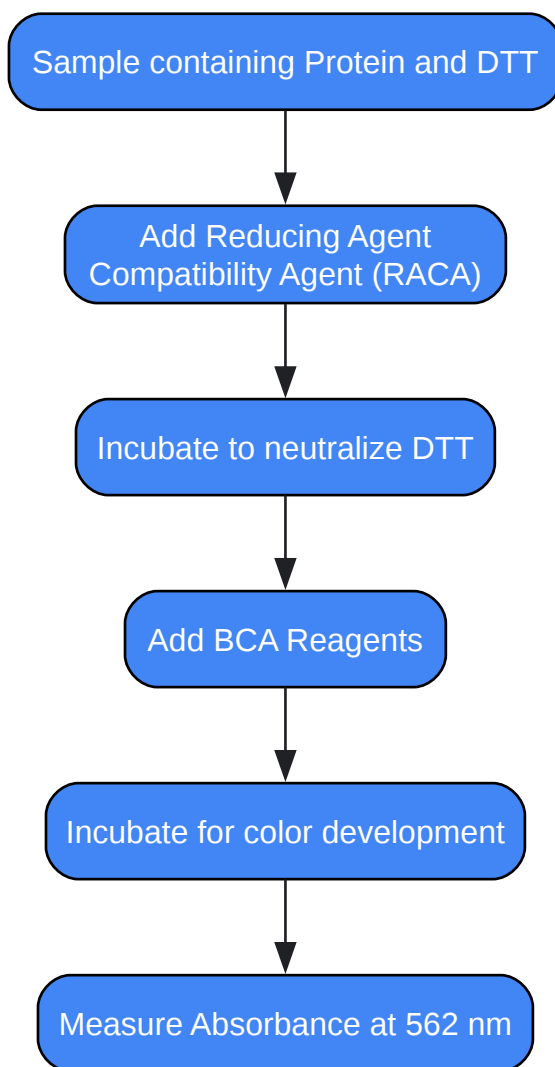 Sample containing Protein and DTT
Add Reducing Agent
Compatibility Agent (RACA)
Incubate to neutralize DTT
Add BCA Reagents
Incubate for color development
Measure Absorbance at 562 nm